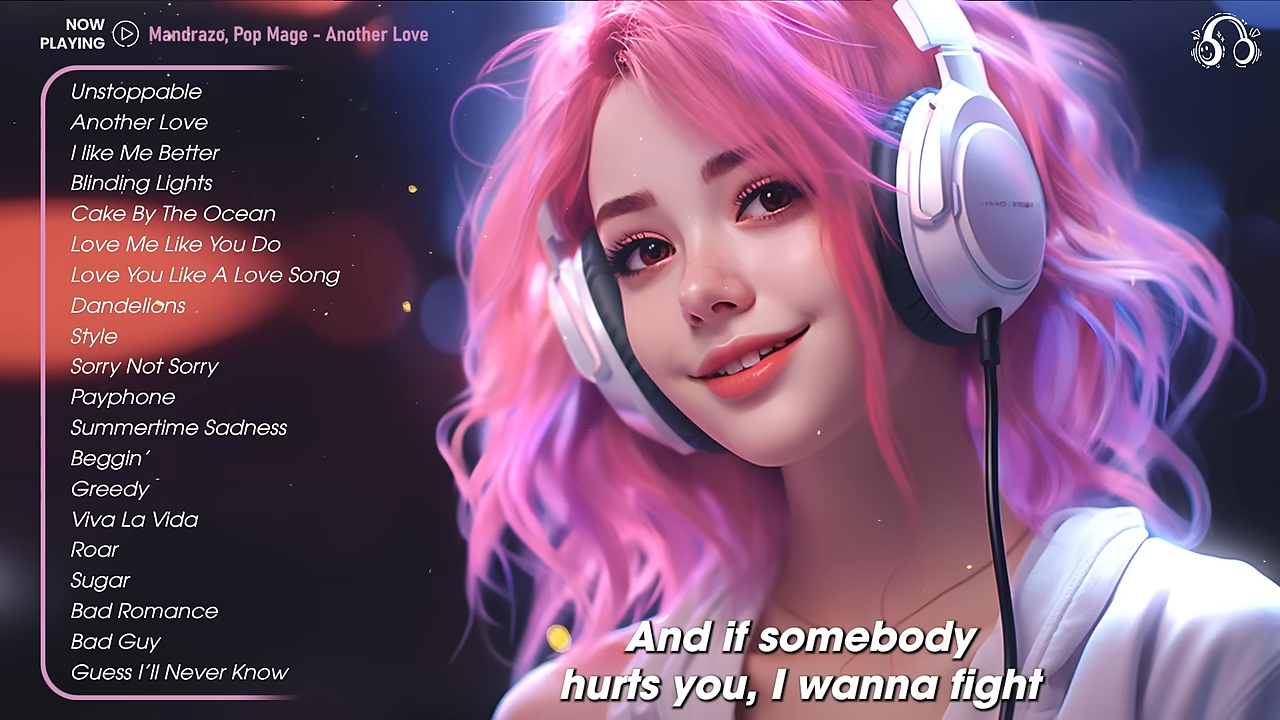 NOW
PLAYING
Mandrazo, Pop Mage - Another Love
Unstoppable
Another Love
I like Me Better
Blinding Lights
Cake By The Ocean
Love Me Like You Do
Love You Like A Love Song
Dandelions
Style
Sorry Not Sorry
Payphone
Summertime Sadness
Beggin'
Greedy
Viva La Vida
Roar
Sugar
Bad Romance
Bad Guy
Guess I'll Never Know
And if somebody
hurts you, I wanna fight